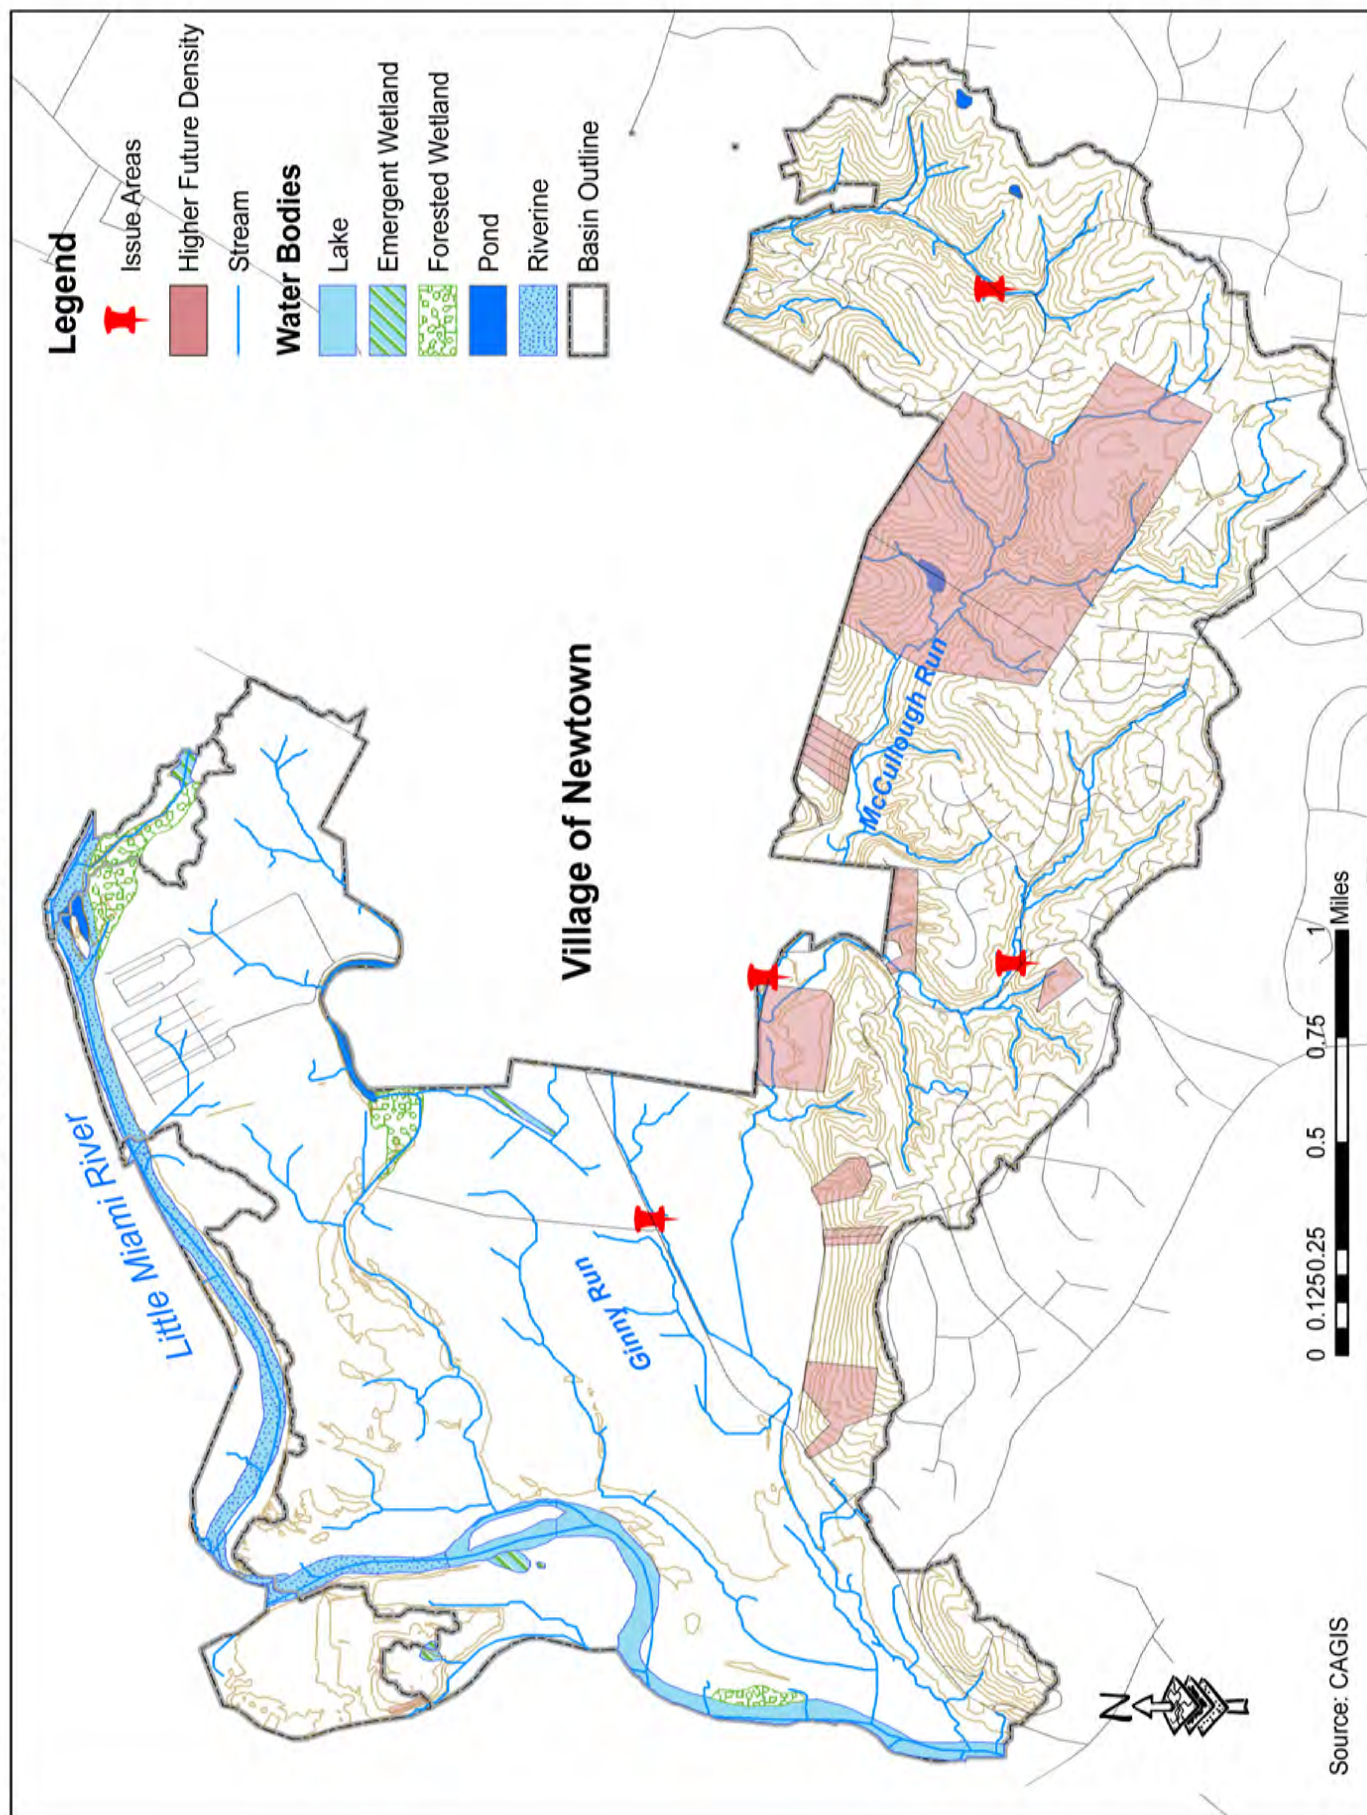 Legend
Issue Areas
Higher Future Density
Stream
Water Bodies
Lake
Emergent Wetland
Forested Wetland
Pond
Riverine
Basin Outline
Little Miami River
Village of Newtown
McCullough Run
Ginny Run
N
0 0.125 0.25 0.5 0.75 1
Miles
Source: CAGIS